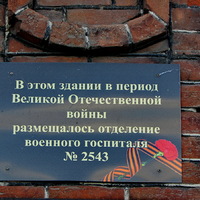 В этом здании в период
Великой Отечественной
войны
размещалось отделение
военного госпиталя
№ 2543